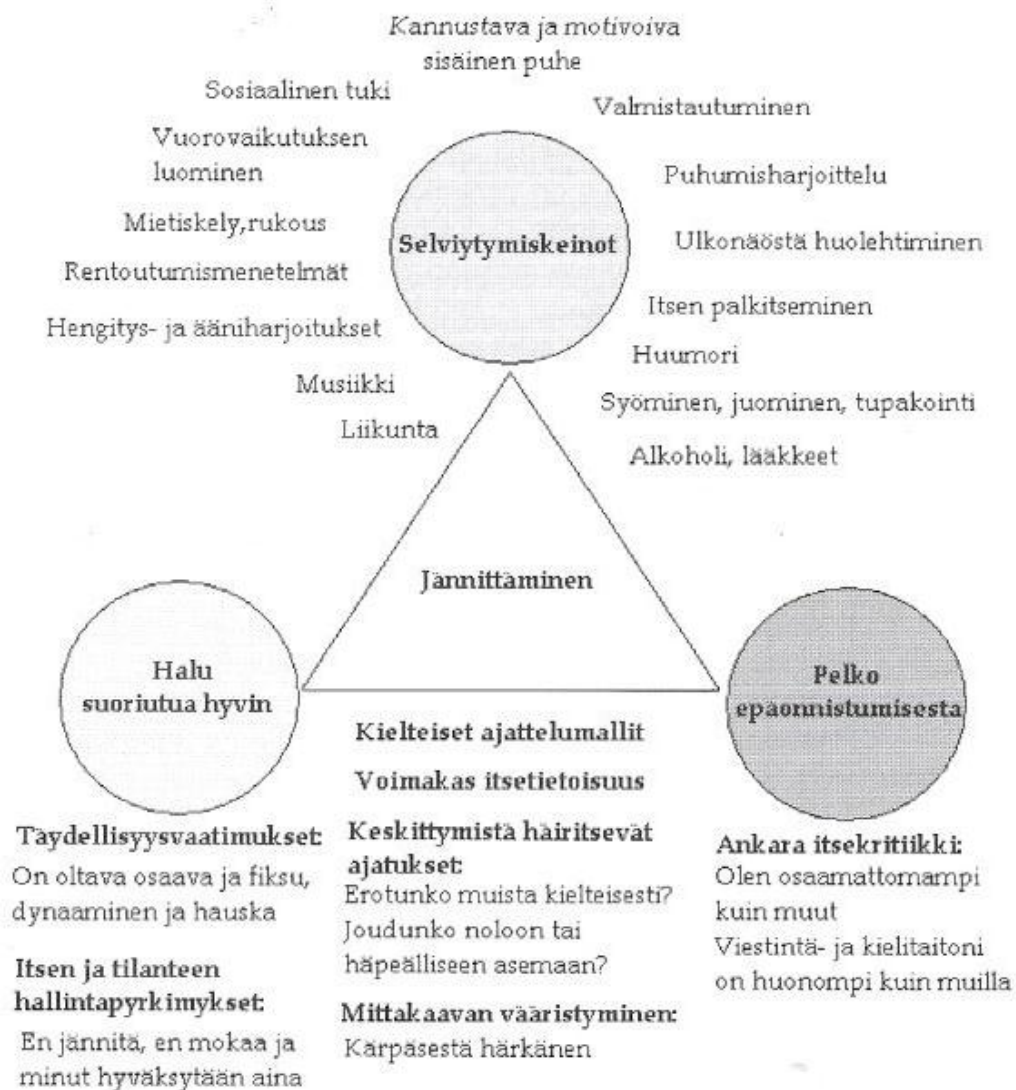 Kannustava ja motivoiva
sisäinen puhe
Sosiaalinen tuki
Valmistautuminen
Vuorovaikutuksen
luominen
Puhumisharjoittelu
Mietiskely,rukous
Selviytymiskeinot
Ulkonäöstä huolehtiminen
Rentoutumismenetelmät
Itsen palkitseminen
Hengitys- ja ääniharjoitukset
Huumori
Musiikki
Syöminen, juominen, tupakointi
Liikunta
Alkoholi, lääkkeet
Jännittäminen
Halu
suoriutua hyvin
Pelko
epäonnistumisesta
Kielteiset ajattelumallit
Voimakas itsetietoisuus
Täydellisyysvaatimukset:
On oltava osaava ja fiksu,
dynaaminen ja hauska
Itsen ja tilanteen
hallintapyrkimykset:
En jännitä, en mokaa ja
minut hyväksytään aina
Keskittymistä häiritsevät
ajatukset:
Erotunko muista kielteisesti?
Joudunko noloon tai
häpeälliseen asemaan?
Mittakaavan vääristyminen:
Kärpäsestä härkänen
Ankara itsekritiikki:
Olen osaamattomampi
kuin muut
Viestintä- ja kielitaitoni
on huonompi kuin muilla